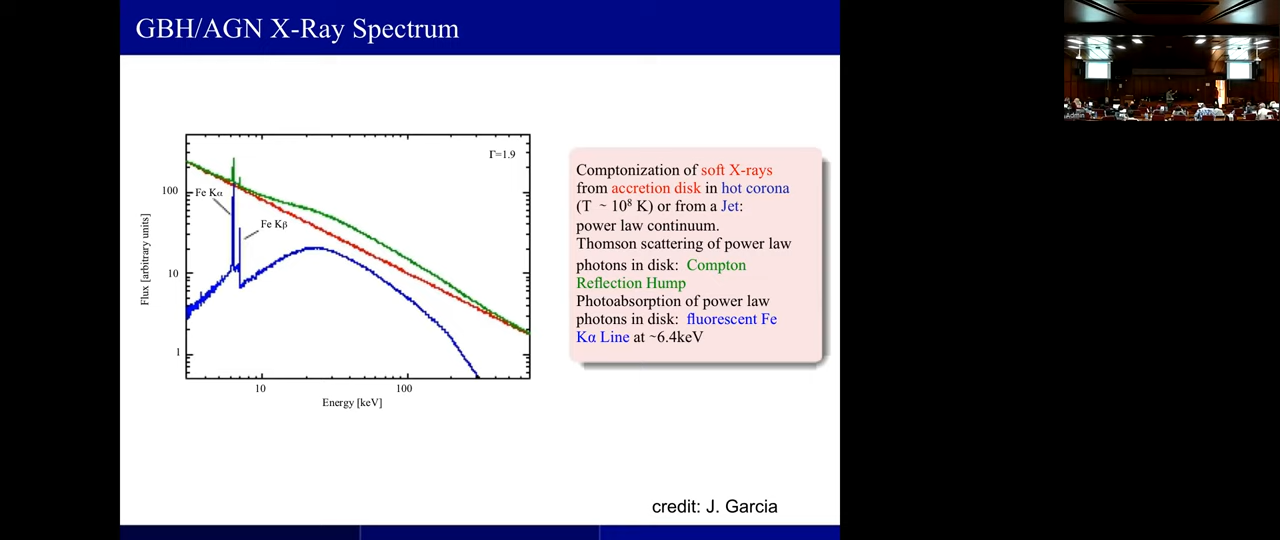 GBH/AGN X-Ray Spectrum
Γ=1.9
100
10
1
Flux [arbitrary units]
Fe Kα
Fe Kβ
10
100
Energy [keV]
Comptonization of soft X-rays
from accretion disk in hot corona
(T ~ 10⁸ K) or from a Jet:
power law continuum.
Thomson scattering of power law
photons in disk: Compton
Reflection Hump
Photoabsorption of power law
photons in disk: fluorescent Fe
Kα Line at ~6.4keV
credit: J. Garcia